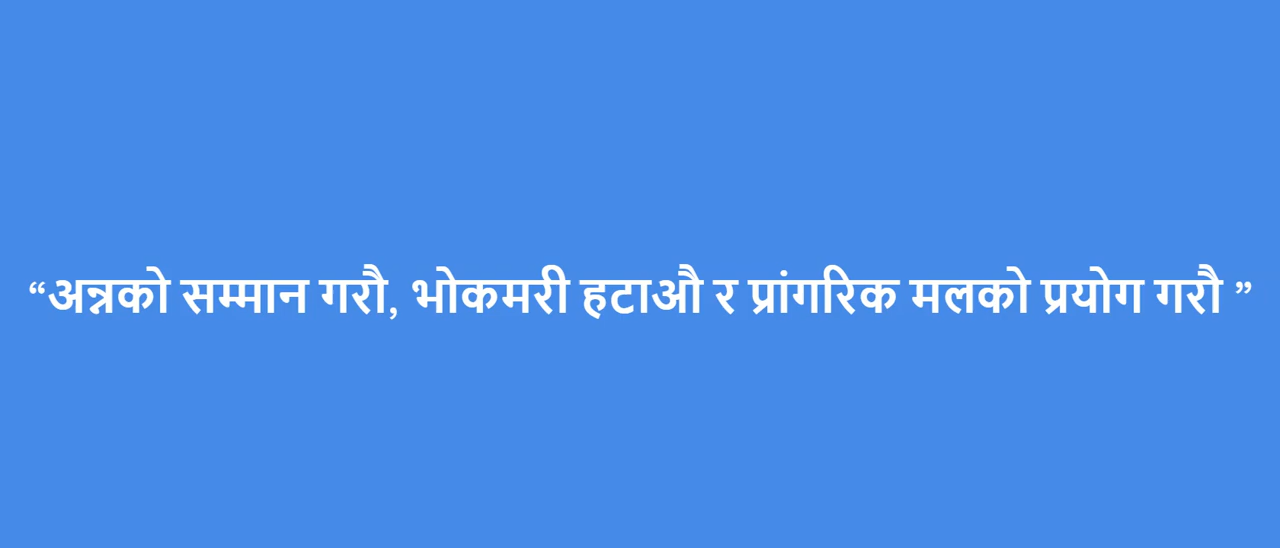 “अन्नको सम्मान गरौ, भोकमरी हटाऔ र प्रांगरिक मलको प्रयोग गरौ ”